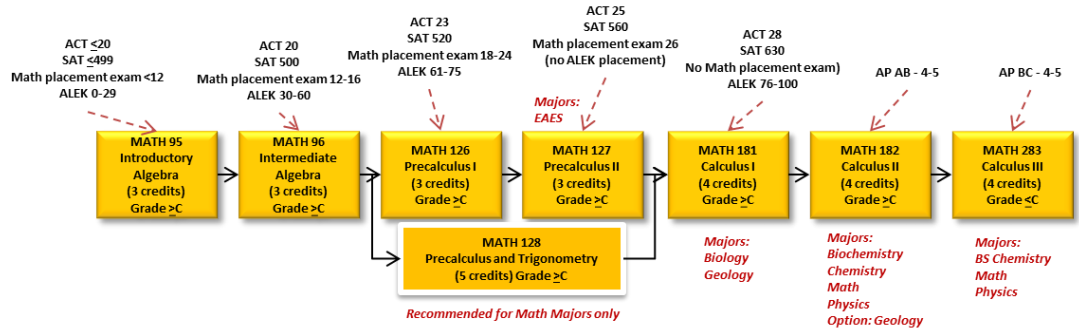 ACT <20
SAT <499
Math placement exam <12
ALEK 0-29
ACT 20
SAT 500
Math placement exam 12-16
ALEK 30-60
ACT 23
SAT 520
Math placement exam 18-24
ALEK 61-75
ACT 25
SAT 560
Math placement exam 26
(no ALEK placement)
Majors:
EAES
ACT 28
SAT 630
No Math placement exam)
ALEK 76-100
AP AB - 4-5
AP BC - 4-5
MATH 95
Introductory
Algebra
(3 credits)
Grade >C
MATH 96
Intermediate
Algebra
(3 credits)
Grade >C
MATH 126
Precalculus I
(3 credits)
Grade >C
MATH 127
Precalculus II
(3 credits)
Grade >C
MATH 181
Calculus I
(4 credits)
Grade >C
MATH 182
Calculus II
(4 credits)
Grade >C
MATH 283
Calculus III
(4 credits)
Grade <C
MATH 128
Precalculus and Trigonometry
(5 credits) Grade >C
Recommended for Math Majors only
Majors:
Biology
Geology
Majors:
Biochemistry
Chemistry
Math
Physics
Option: Geology
Majors:
BS Chemistry
Math
Physics